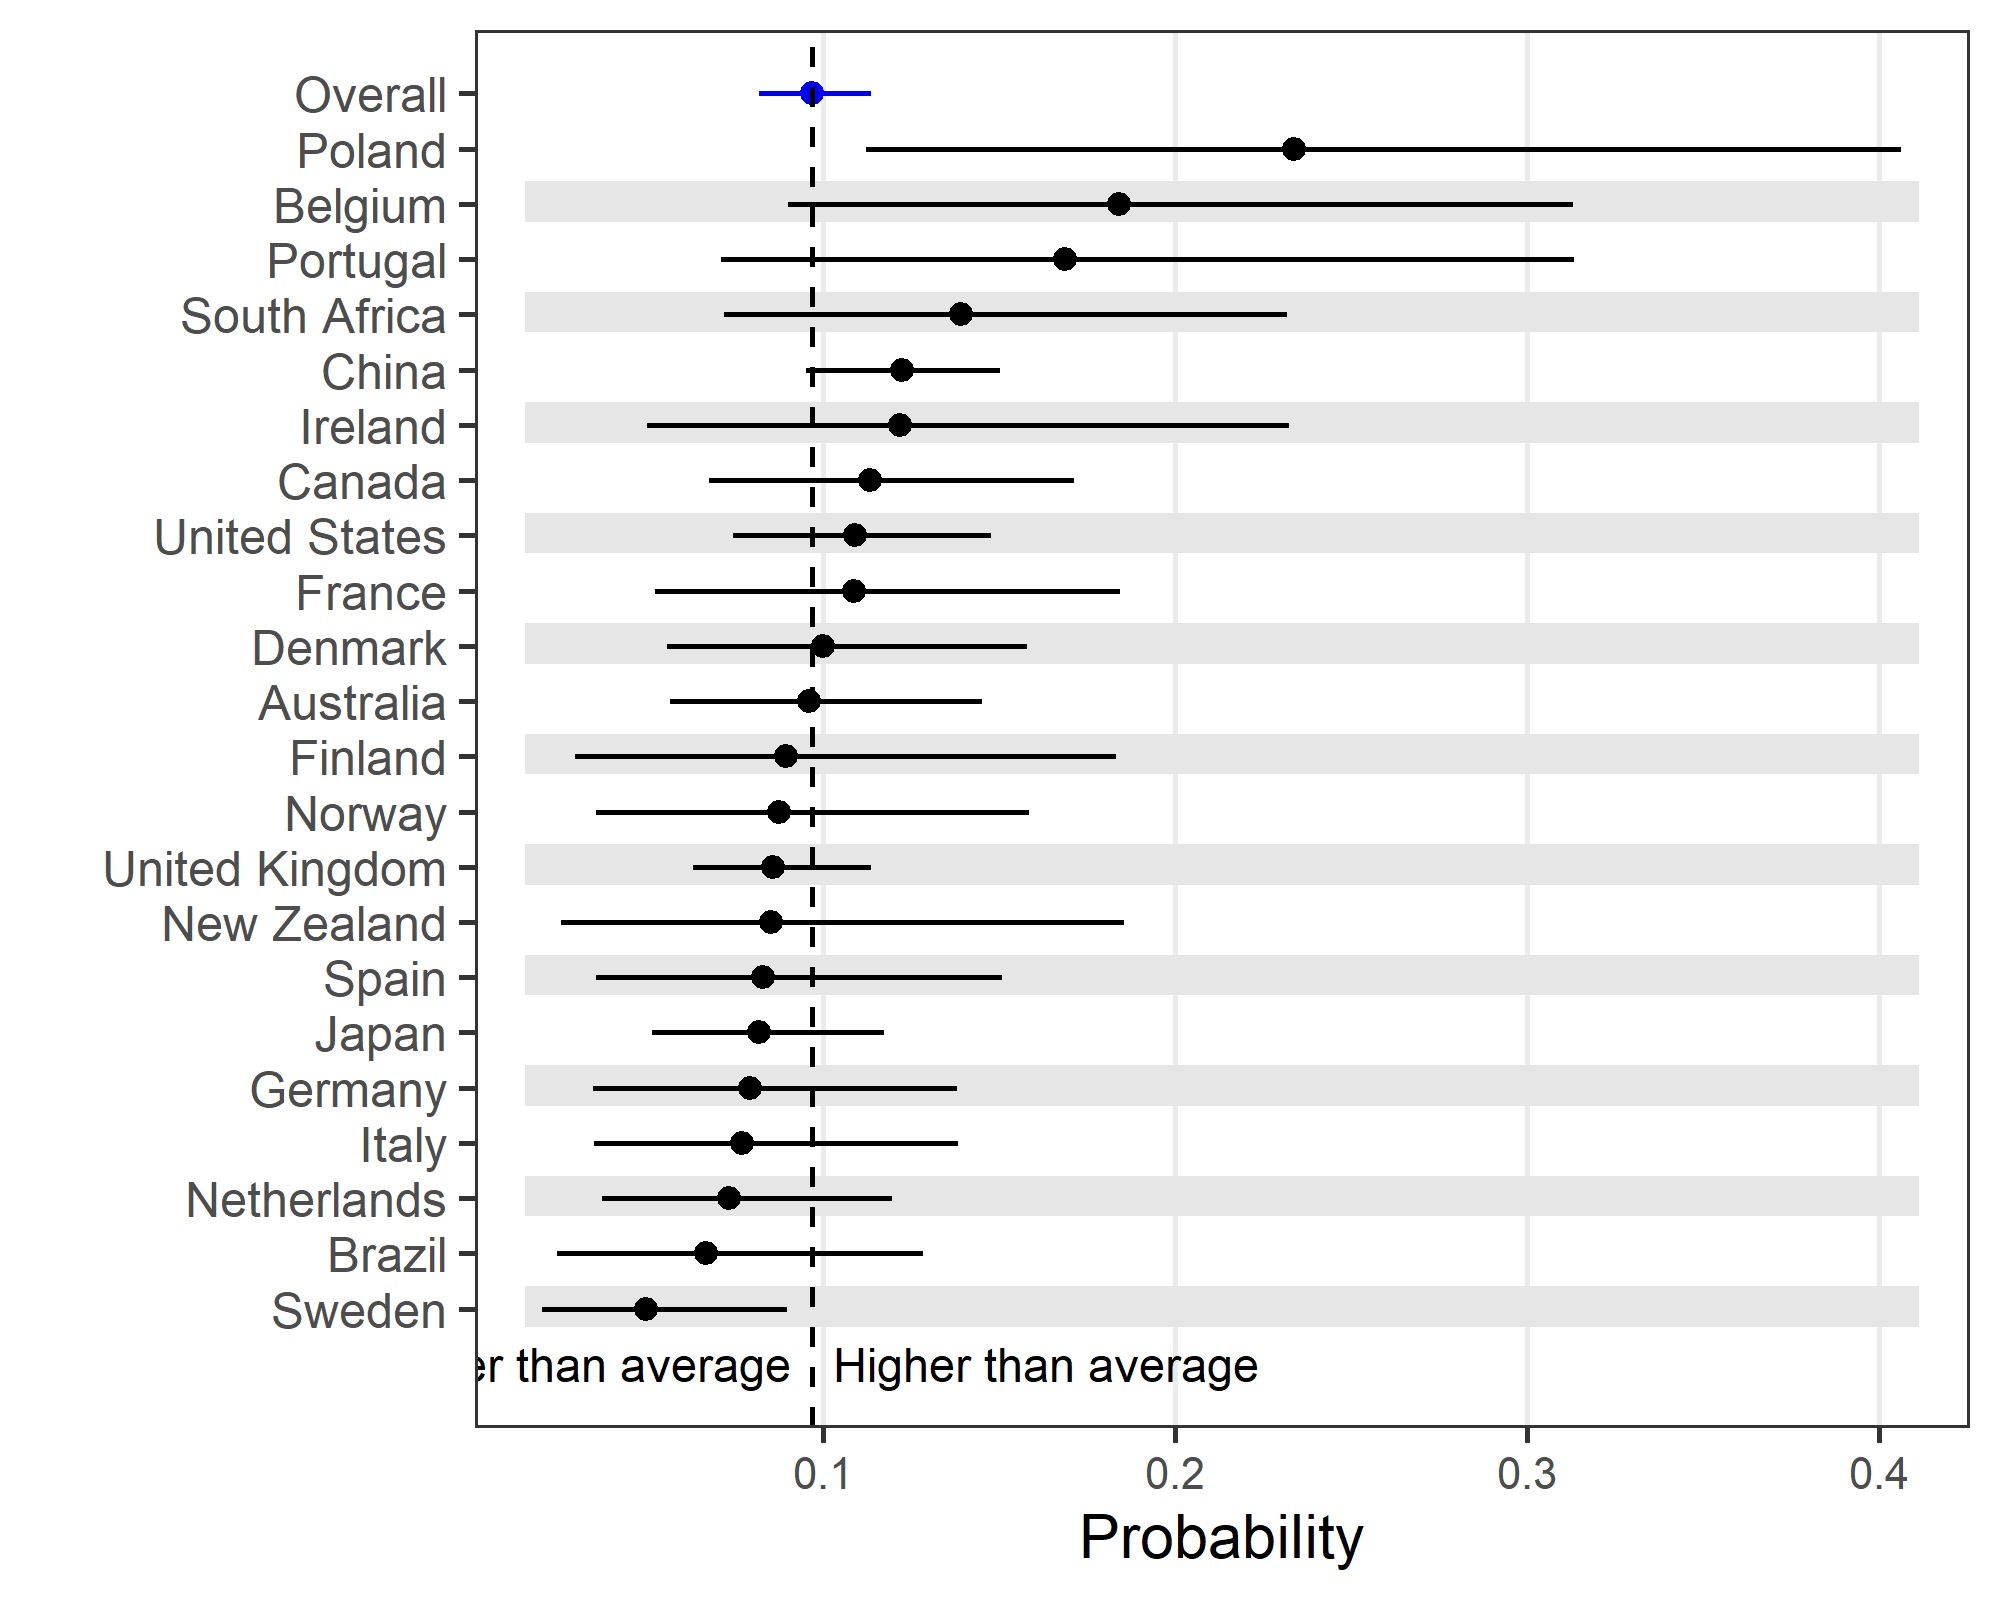 Overall
Poland
Belgium
Portugal
South Africa
China
Ireland
Canada
United States
France
Denmark
Australia
Finland
Norway
United Kingdom
New Zealand
Spain
Japan
Germany
Italy
Netherlands
Brazil
Sweden
er than average Higher than average
0.1 0.2 0.3 0.4
Probability